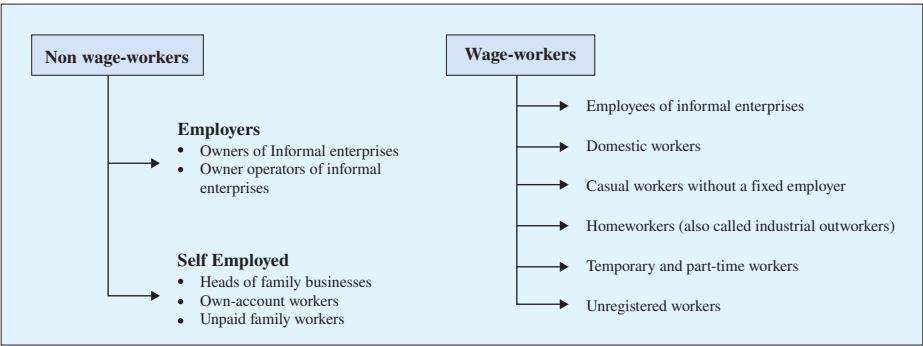 Non wage-workers
Employers
• Owners of Informal enterprises
• Owner operators of informal
enterprises
Self Employed
• Heads of family businesses
• Own-account workers
• Unpaid family workers
Wage-workers
Employees of informal enterprises
Domestic workers
Casual workers without a fixed employer
Homeworkers (also called industrial outworkers)
Temporary and part-time workers
Unregistered workers